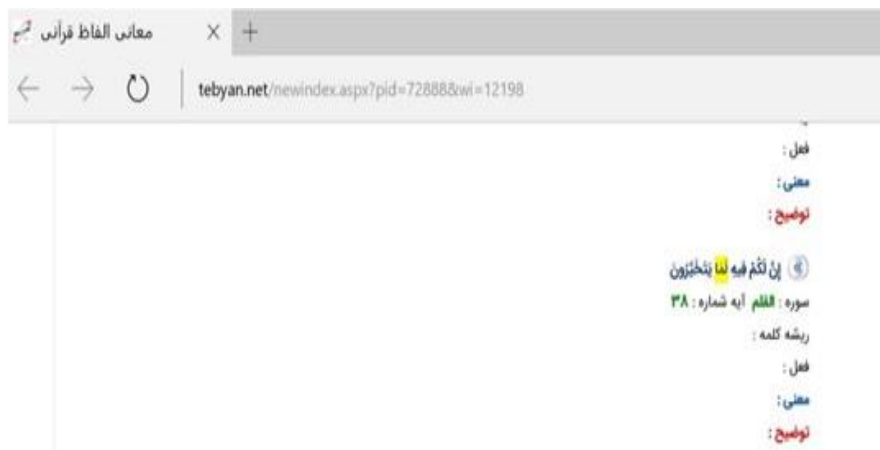 معانی الفاظ قرآنی
tebyan.net/newindex.aspx?pid=72888&wi=12198
فعل :
معنی :
توضیح :
إِنَّ لَكُمْ فِيهِ لَمَا يَتَخَيَّرُونَ
سوره : القلم آیه شماره : ۳۸
ریشه کلمه :
فعل :
معنی :
توضیح :